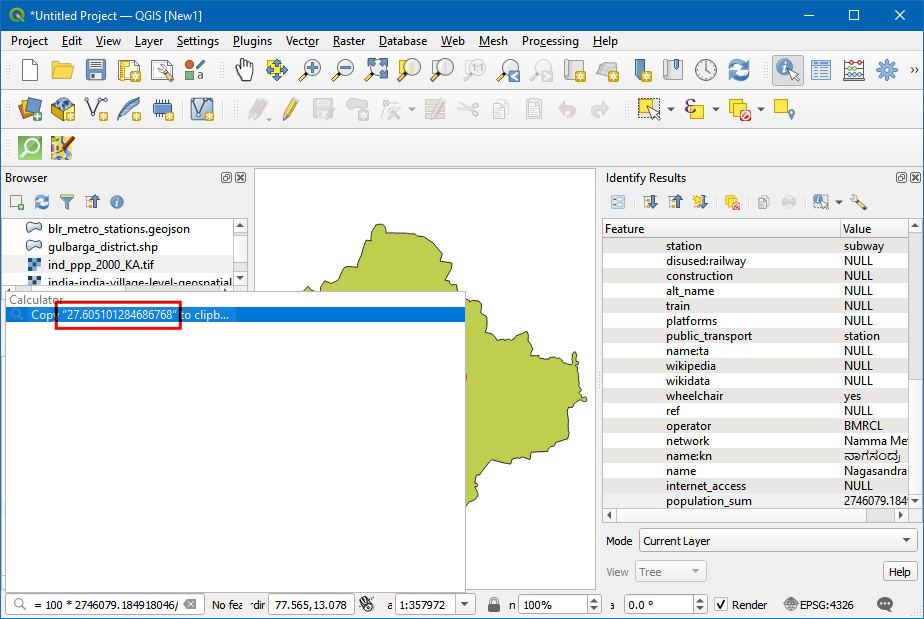 *Untitled Project — QGIS [New1]
Project Edit View Layer Settings Plugins Vector Raster Database Web Mesh Processing Help
Browser
blr_metro_stations.geojson
gulbarga_district.shp
ind_ppp_2000_KA.tif
india-india-village-level-geospatial
Calculator
Copy “27.605101284686768” to clipb...
Identify Results
Feature Value
station subway
disused:railway NULL
construction NULL
alt_name NULL
train NULL
platforms NULL
public_transport station
name:ta NULL
wikipedia NULL
wikidata NULL
wheelchair yes
ref NULL
operator BMRCL
network Namma Me
name:kn ನಾಗಸಂದ್ರ
name Nagasandra
internet_access NULL
population_sum 2746079.184
Mode Current Layer
View Tree Help
= 100 * 2746079.184918046/ No fea dir 77.565,13.078 a 1:357972 n 100% a 0.0 ° Render EPSG:4326